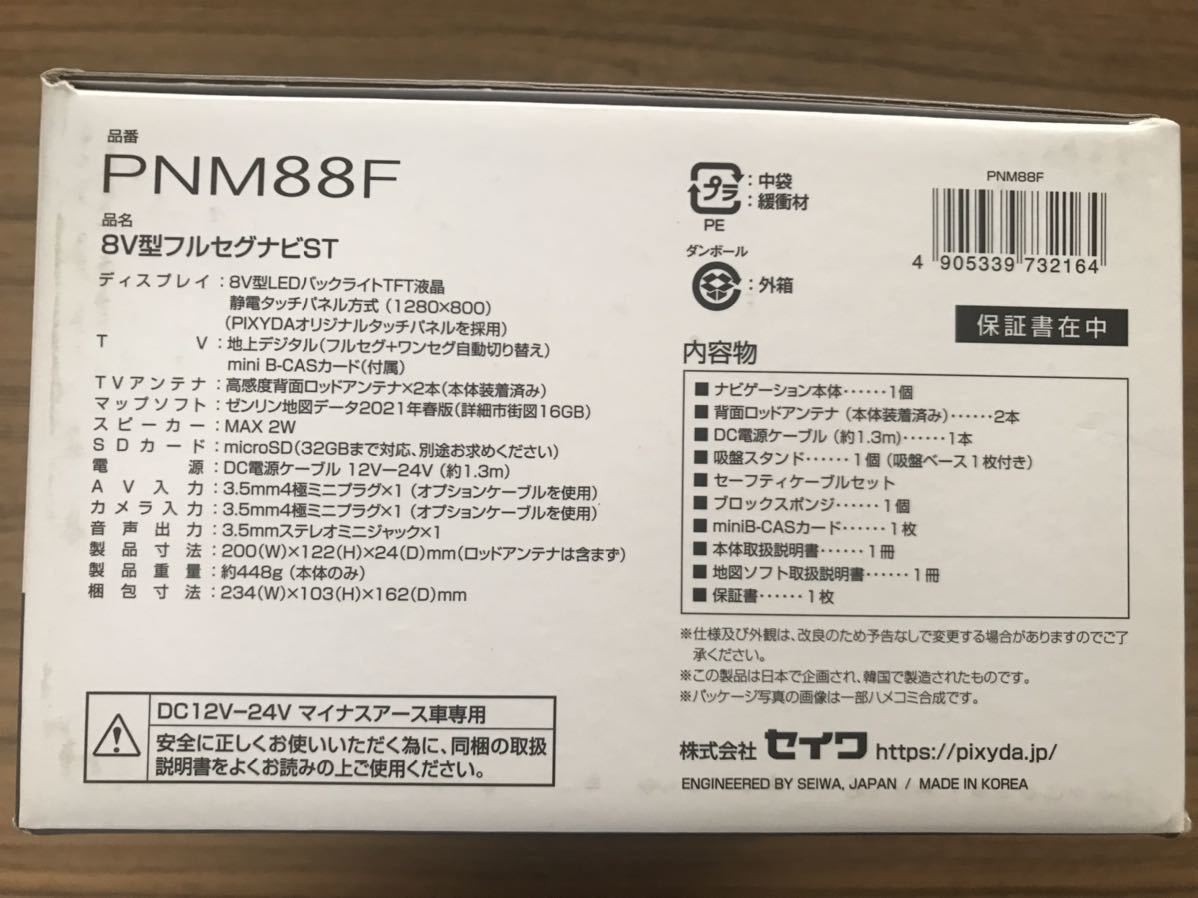 品番
PNM88F
品名
8V型フルセグナビST
ディスプレイ：8V型LEDバックライトTFT液晶
静電タッチパネル方式（1280×800）
（PIXYDAオリジナルタッチパネルを採用）
TV：地上デジタル（フルセグ+ワンセグ自動切り替え）
mini B-CASカード（付属）
TVアンテナ：高感度背面ロッドアンテナ×2本（本体装着済み）
マップソフト：ゼンリン地図データ2021年春版（詳細市街図16GB）
スピーカー：MAX 2W
SDカード：microSD（32GBまで対応、別途お求めください）
電源：DC電源ケーブル 12V−24V（約1.3m）
AV入力：3.5mm4極ミニプラグ×1（オプションケーブルを使用）
カメラ入力：3.5mm4極ミニプラグ×1（オプションケーブルを使用）
音声出力：3.5mmステレオミニジャック×1
製品寸法：200(W)×122(H)×24(D)mm（ロッドアンテナは含まず）
製品重量：約448g（本体のみ）
梱包寸法：234(W)×103(H)×162(D)mm
DC12V−24V マイナスアース車専用
安全に正しくお使いいただく為に、同梱の取扱
説明書をよくお読みの上ご使用ください。
プラ：中袋
：緩衝材
PE
ダンボール
：外箱
PNM88F
4 905339 732164
保証書在中
内容物
■ ナビゲーション本体……1個
■ 背面ロッドアンテナ（本体装着済み）……2本
■ DC電源ケーブル（約1.3m）……1本
■ 吸盤スタンド……1個（吸盤ベース1枚付き）
■ セーフティケーブルセット
■ ブロックスポンジ……1個
■ miniB-CASカード……1枚
■ 本体取扱説明書……1冊
■ 地図ソフト取扱説明書……1冊
■ 保証書……1枚
※仕様及び外観は、改良のため予告なしで変更する場合がありますのでご了
承ください。
※この製品は日本で企画され、韓国で製造されたものです。
※パッケージ写真の画像は一部ハメコミ合成です。
株式会社 セイワ https://pixyda.jp/
ENGINEERED BY SEIWA, JAPAN / MADE IN KOREA